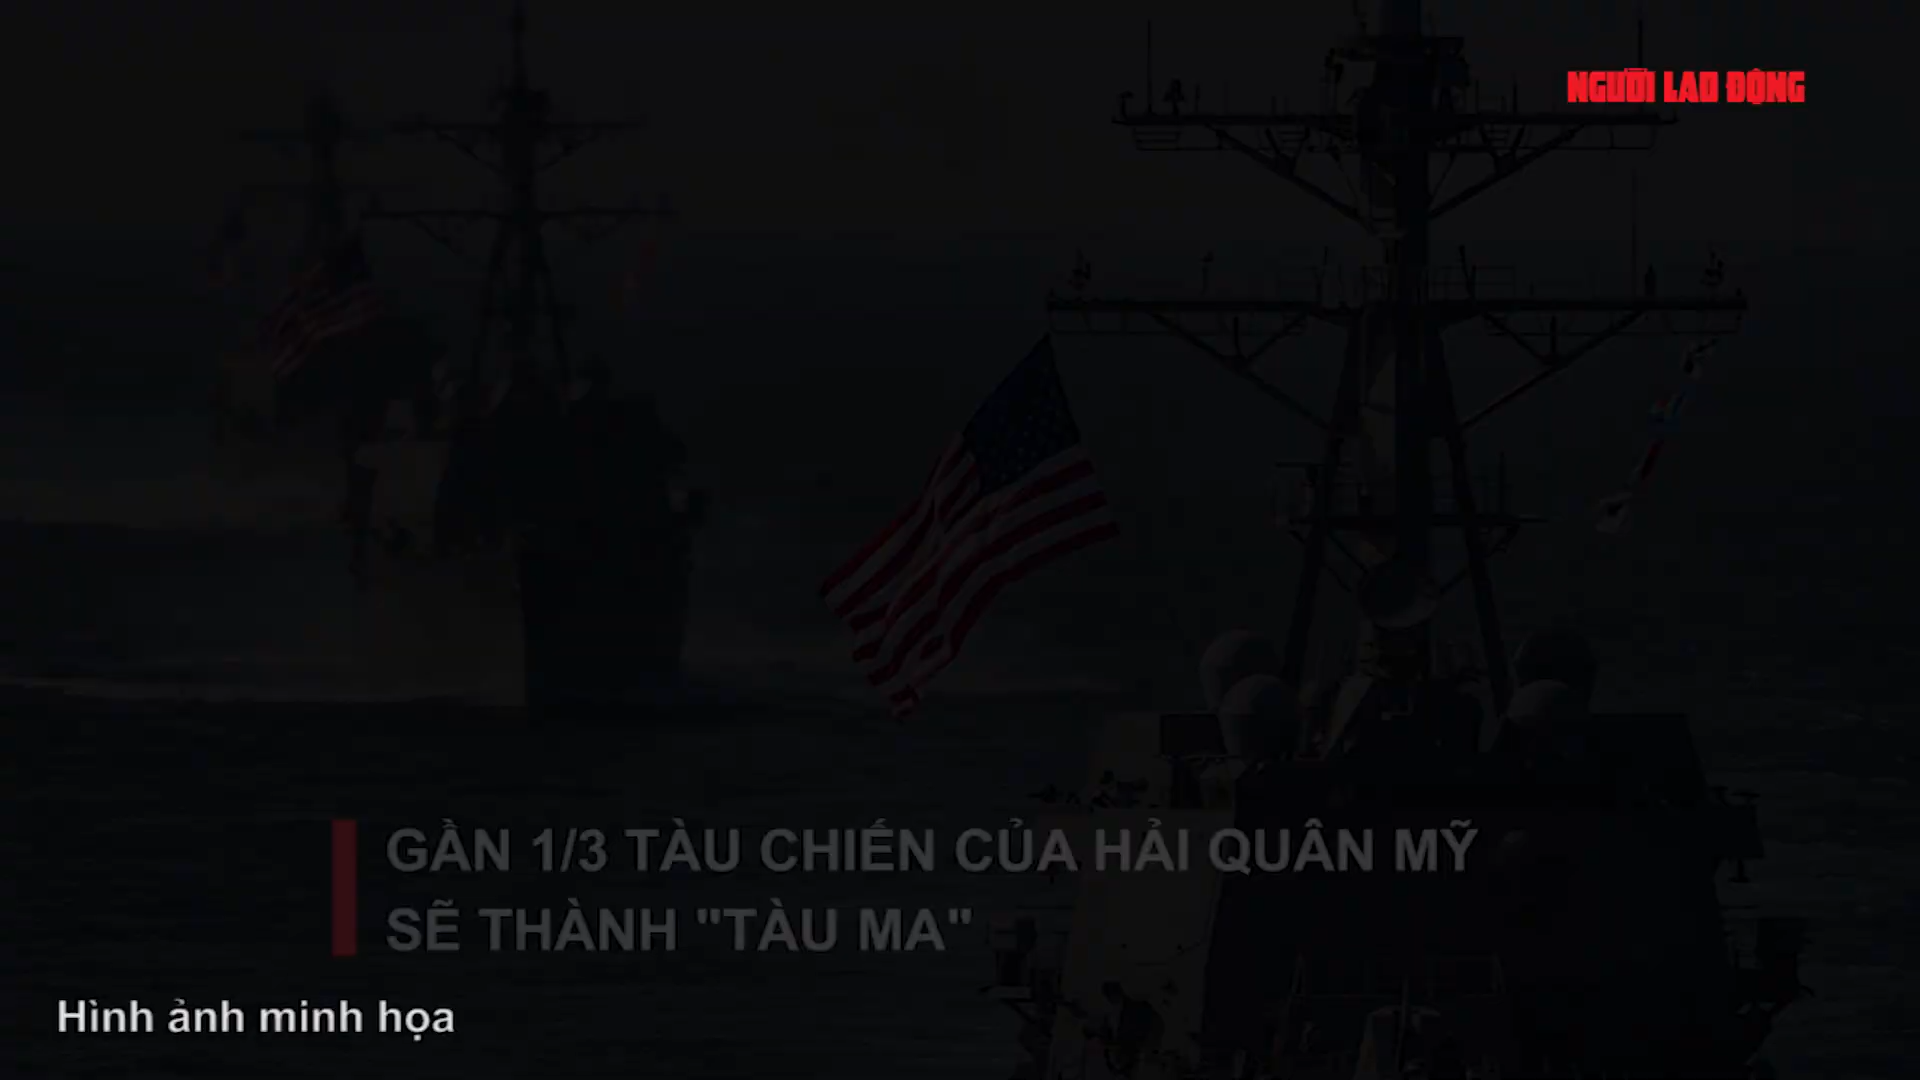 NGƯỜI LAO ĐỘNG
GẦN 1/3 TÀU CHIẾN CỦA HẢI QUÂN MỸ
SẼ THÀNH "TÀU MA"
Hình ảnh minh họa